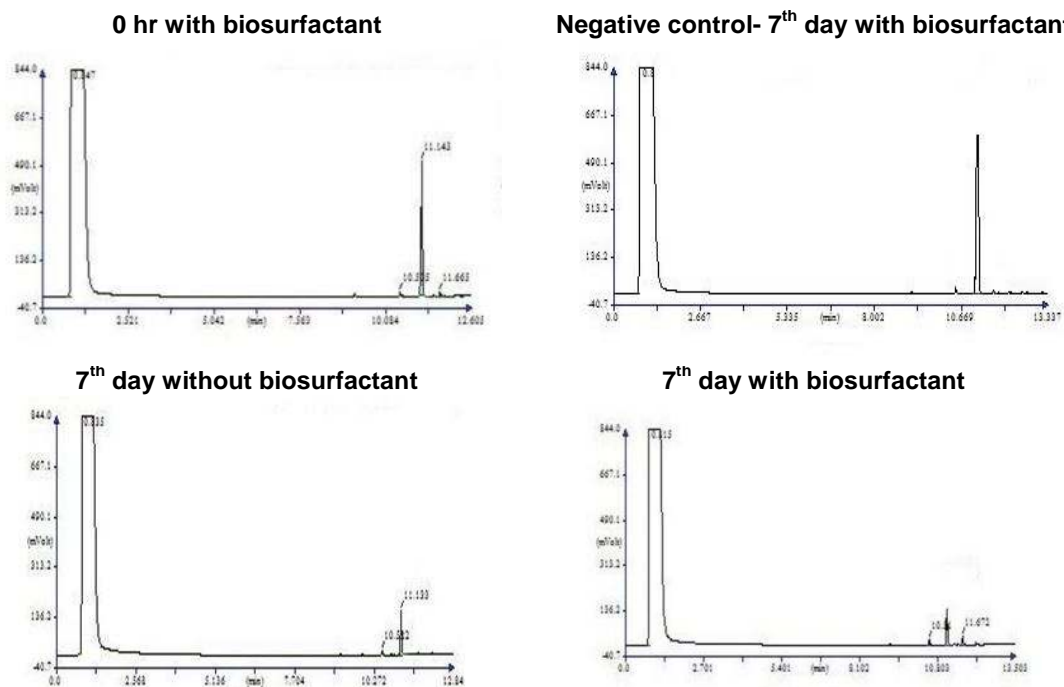 0 hr with biosurfactant
844.0
667.1
490.1
(mVolt)
313.2
136.2
-40.7
11.143
11.665
0.0 2.521 5.042 7.563 10.084 12.605
(min)
Negative control- 7th day with biosurfactant
844.0
667.1
490.1
(mVolt)
313.2
136.2
-40.7
0.0 2.667 5.335 (min) 8.002 10.669 13.337
7th day without biosurfactant
844.0
667.1
490.1
(mVolt)
313.2
136.2
-40.7
0.835
11.133
0.0 2.568 5.136 (min) 7.704 10.272 12.84
7th day with biosurfactant
844.0
667.1
490.1
(mVolt)
313.2
136.2
-40.7
0.815
11.672
0.0 2.701 5.401 (min) 8.102 10.803 13.505